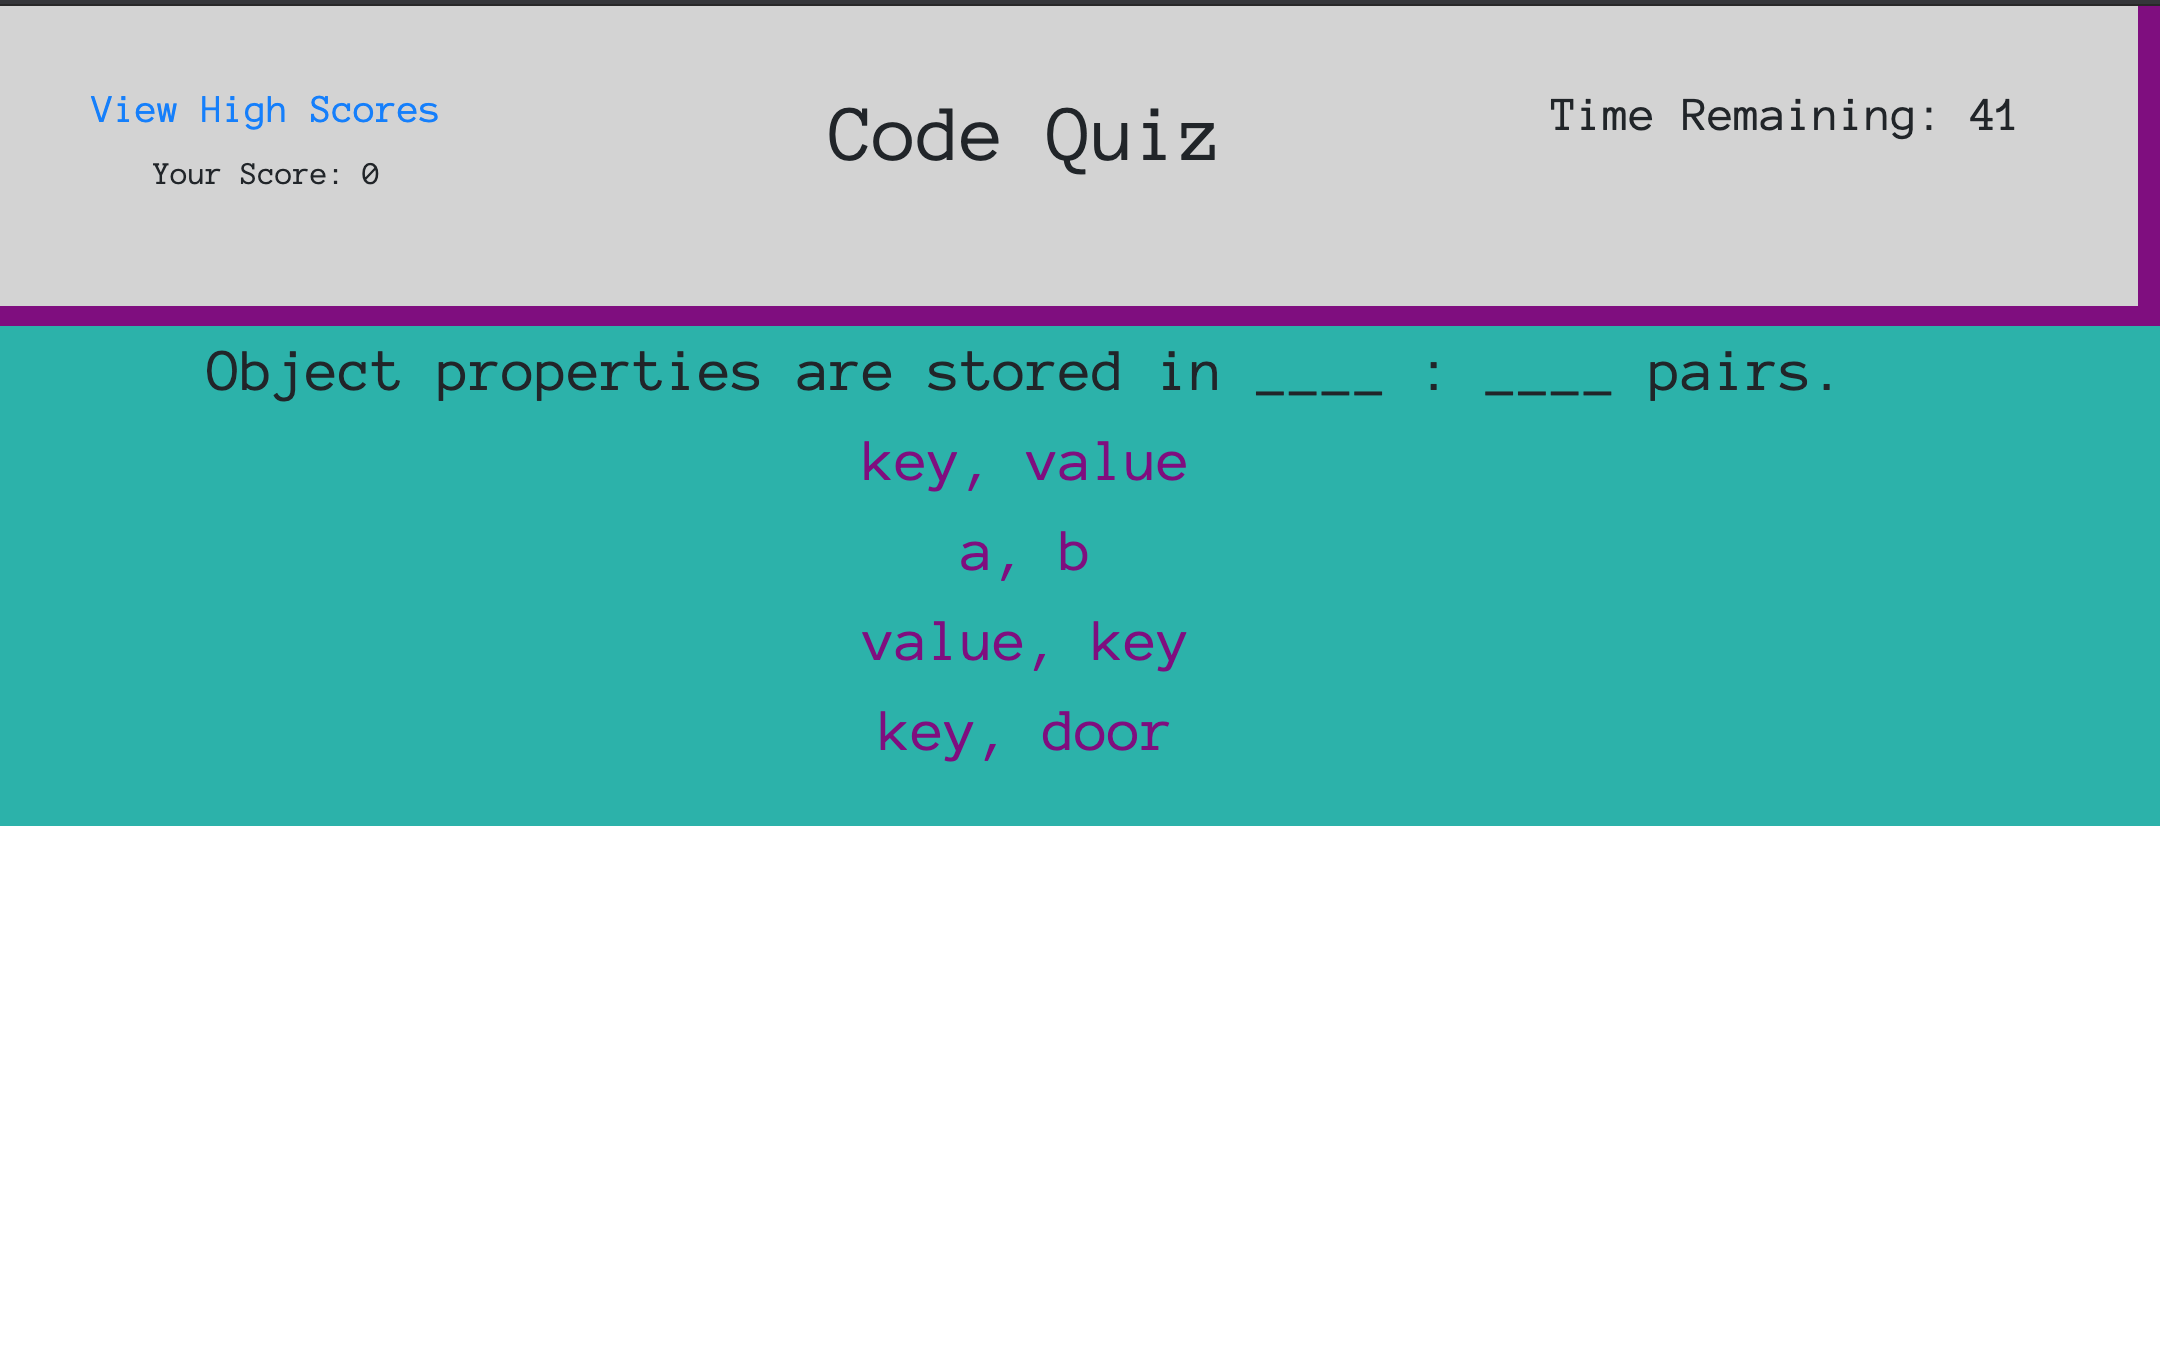 View High Scores
Your Score: 0
Code Quiz
Time Remaining: 41
Object properties are stored in ____ : ____ pairs.
key, value
a, b
value, key
key, door